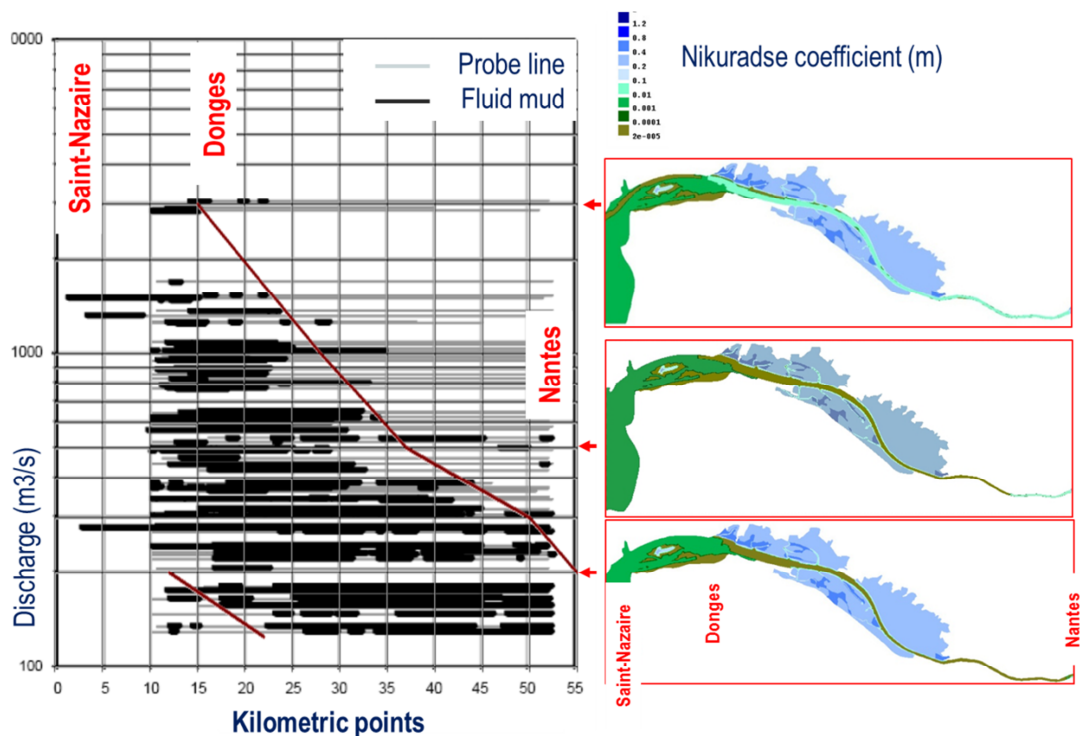 0000
1000
100
Discharge (m3/s)
Saint-Nazaire
Donges
Nantes
Probe line
Fluid mud
0 5 10 15 20 25 30 35 40 45 50 55
Kilometric points
1.2
0.8
0.4
0.2
0.1
0.01
0.001
0.0001
2e-005
Nikuradse coefficient (m)
Saint-Nazaire
Donges
Nantes